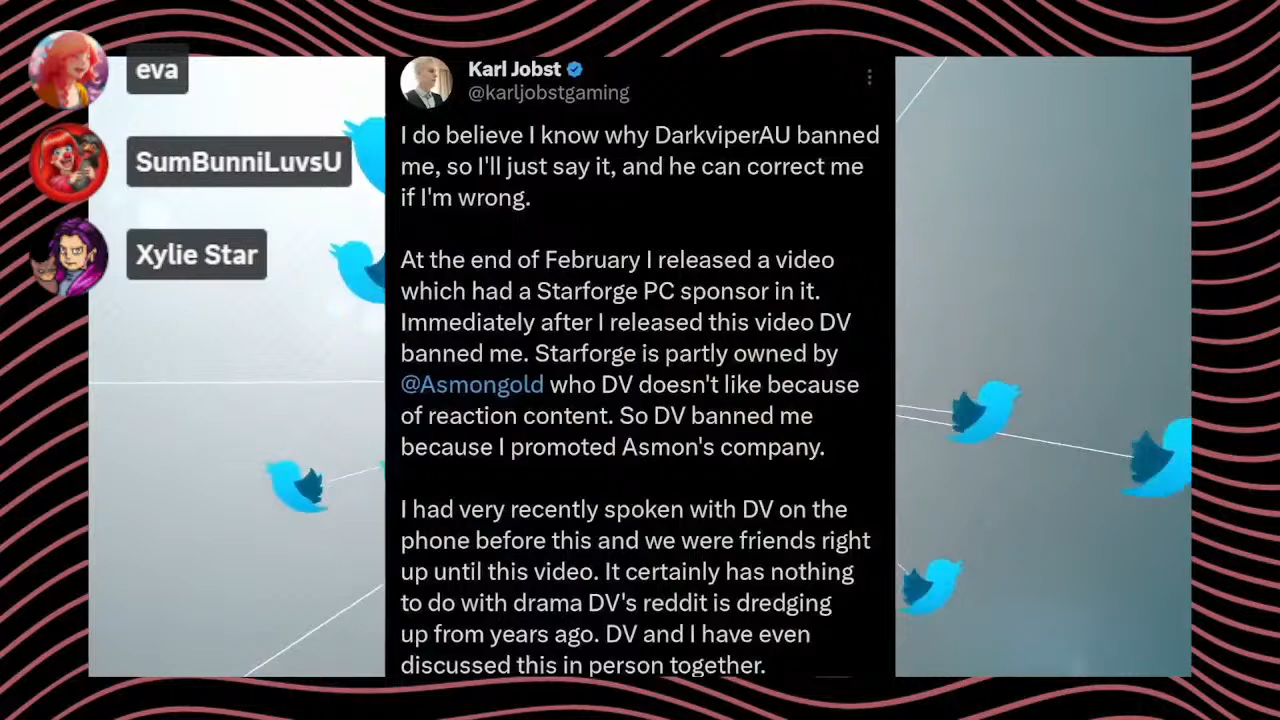 eva
SumBunniLuvsU
Xylie Star
Karl Jobst
@karljobstgaming
I do believe I know why DarkviperAU banned
me, so I'll just say it, and he can correct me
if I'm wrong.
At the end of February I released a video
which had a Starforge PC sponsor in it.
Immediately after I released this video DV
banned me. Starforge is partly owned by
@Asmongold who DV doesn't like because
of reaction content. So DV banned me
because I promoted Asmon's company.
I had very recently spoken with DV on the
phone before this and we were friends right
up until this video. It certainly has nothing
to do with drama DV's reddit is dredging
up from years ago. DV and I have even
discussed this in person together.